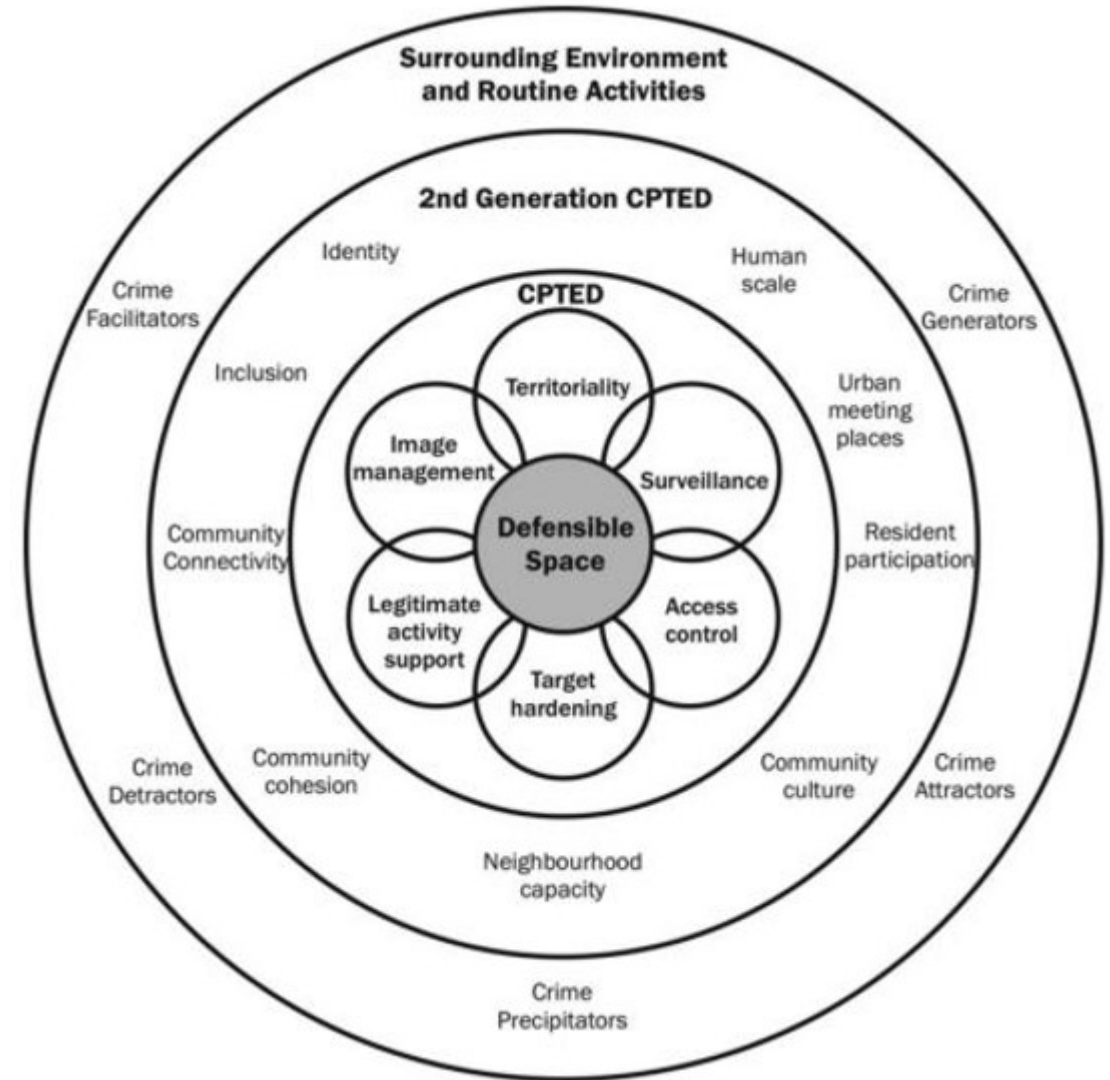 Surrounding Environment
and Routine Activities
2nd Generation CPTED
Identity
Human
scale
CPTED
Crime
Facilitators
Crime
Generators
Inclusion
Territoriality
Urban
meeting
places
Image
management
Surveillance
Defensible
Space
Community
Connectivity
Resident
participation
Legitimate
activity
support
Access
control
Target
hardening
Community
cohesion
Community
culture
Crime
Detractors
Crime
Attractors
Neighbourhood
capacity
Crime
Precipitators